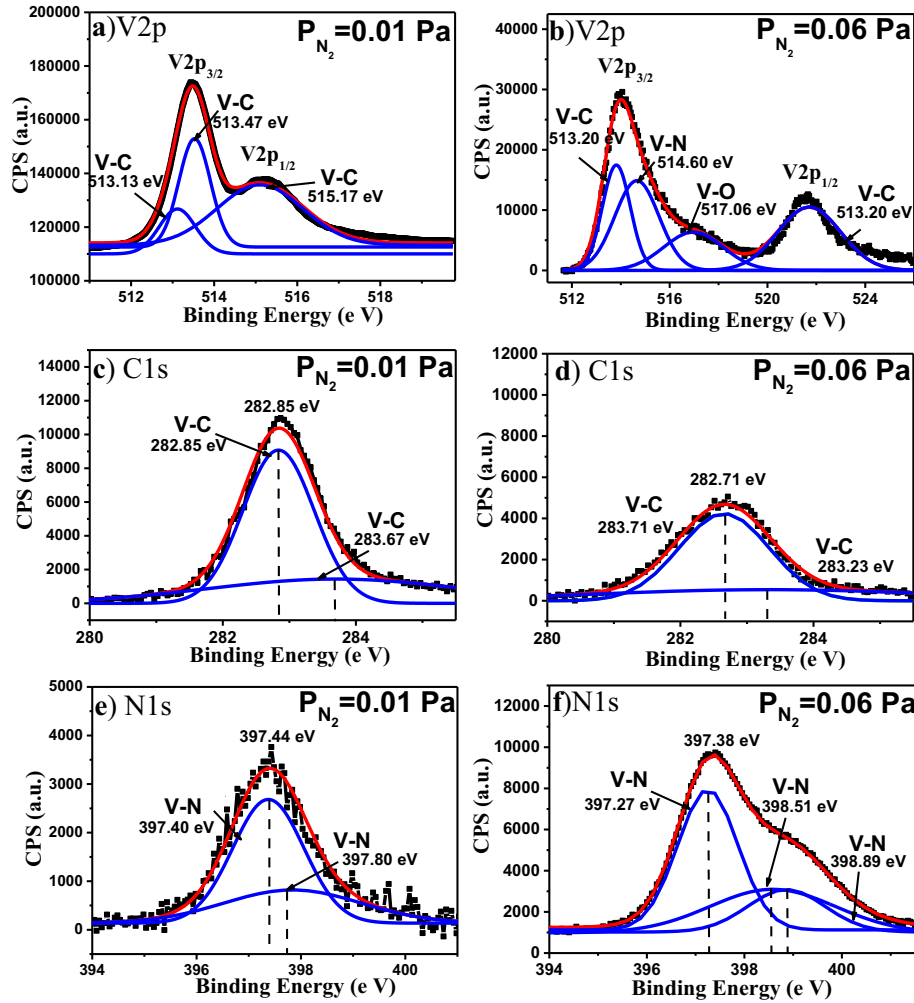 a)V2p
P_N2=0.01 Pa
V2p3/2
V-C
513.47 eV
V-C
513.13 eV
V2p1/2
V-C
515.17 eV
200000
180000
160000
140000
120000
100000
512
514
516
518
CPS (a.u.)
Binding Energy (e V)
b)V2p
P_N2=0.06 Pa
V2p3/2
V-C
513.20 eV
V-N
514.60 eV
V-O
517.06 eV
V2p1/2
V-C
513.20 eV
40000
30000
20000
10000
0
512
516
520
524
CPS (a.u.)
Binding Energy (e V)
c) C1s
P_N2=0.01 Pa
282.85 eV
V-C
282.85 eV
V-C
283.67 eV
14000
12000
10000
8000
6000
4000
2000
0
280
282
284
CPS (a.u.)
Binding Energy (e V)
d) C1s
P_N2=0.06 Pa
282.71 eV
V-C
283.71 eV
V-C
283.23 eV
12000
10000
8000
6000
4000
2000
0
280
282
284
CPS (a.u.)
Binding Energy (e V)
e) N1s
P_N2=0.01 Pa
397.44 eV
V-N
397.40 eV
V-N
397.80 eV
5000
4000
3000
2000
1000
0
394
396
398
400
CPS (a.u.)
Binding Energy (e V)
f)N1s
P_N2=0.06 Pa
397.38 eV
V-N
397.27 eV
V-N
398.51 eV
V-N
398.89 eV
12000
10000
8000
6000
4000
2000
0
394
396
398
400
CPS (a.u.)
Binding Energy (e V)